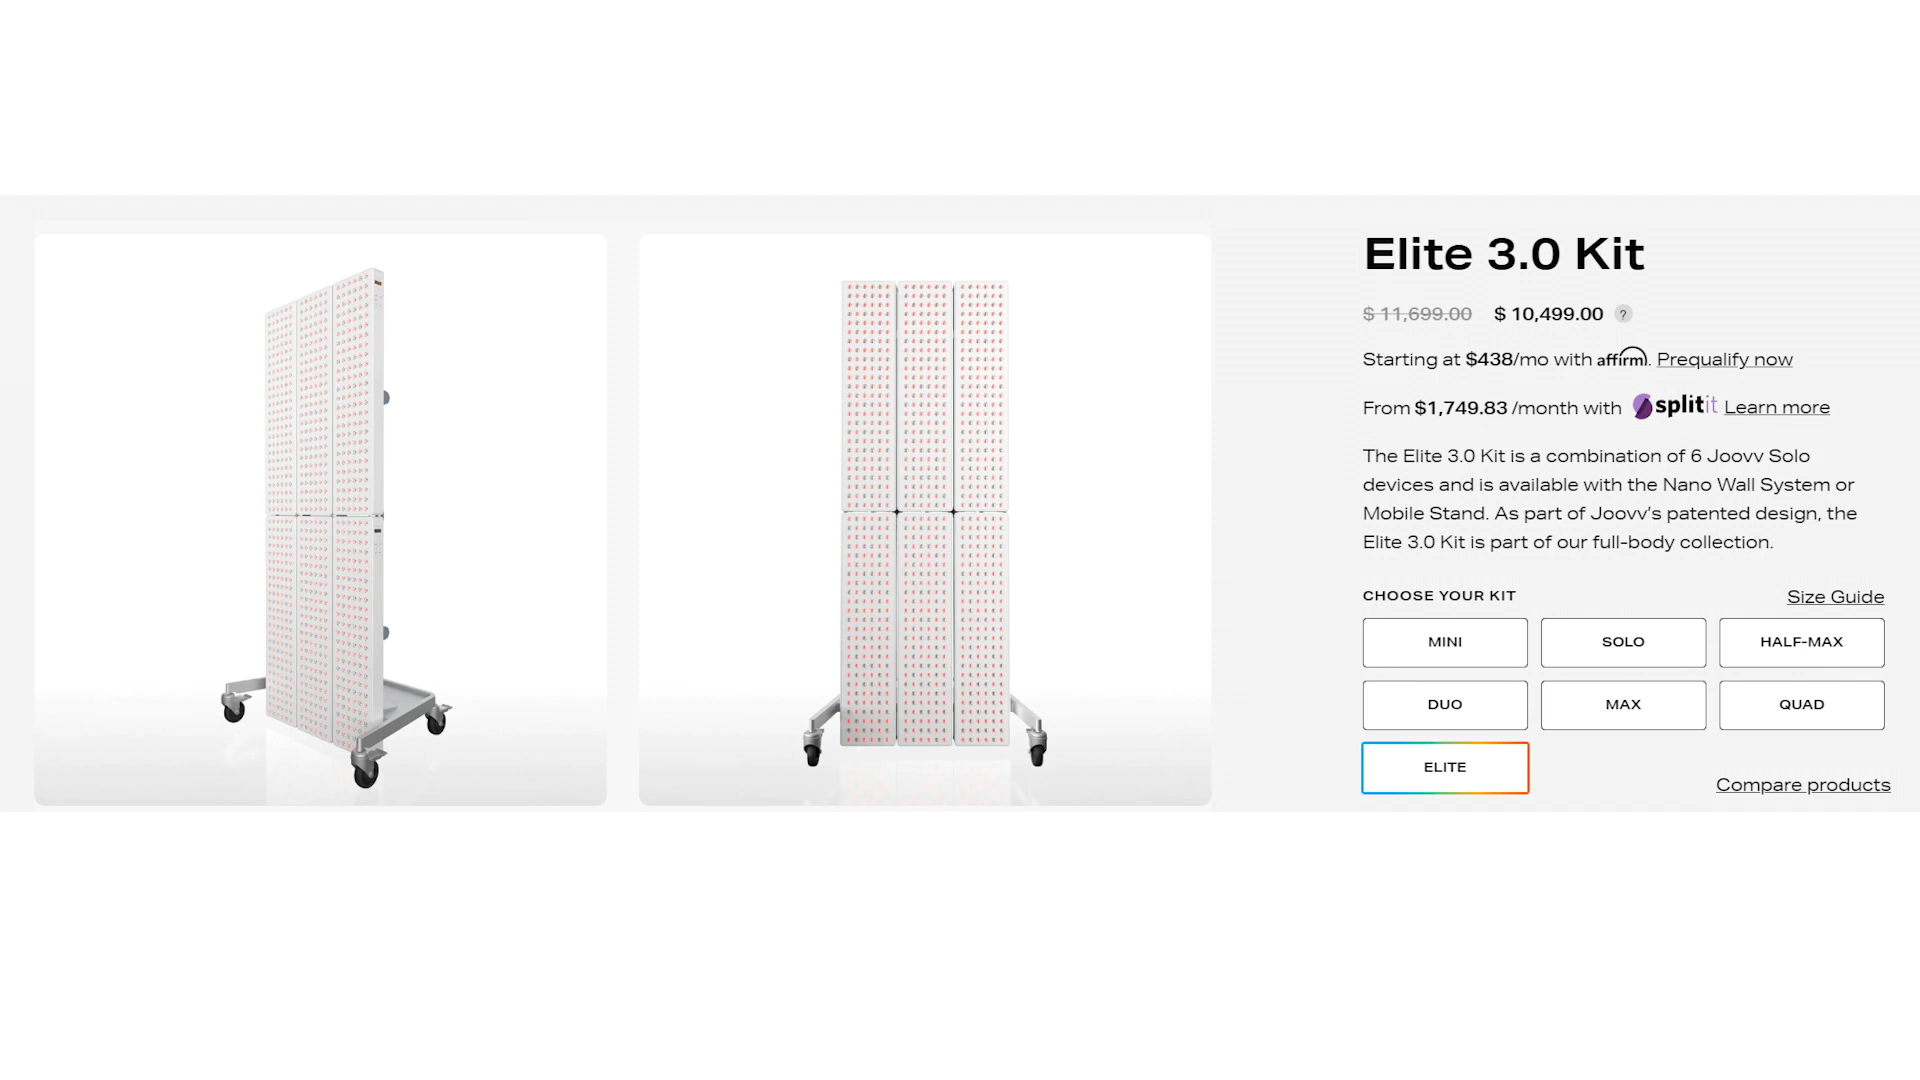 Elite 3.0 Kit
$ 11,699.00 $ 10,499.00 ?
Starting at $438/mo with affirm. Prequalify now
From $1,749.83 /month with splitit Learn more
The Elite 3.0 Kit is a combination of 6 Joovv Solo
devices and is available with the Nano Wall System or
Mobile Stand. As part of Joovv's patented design, the
Elite 3.0 Kit is part of our full-body collection.
CHOOSE YOUR KIT Size Guide
MINI SOLO HALF-MAX
DUO MAX QUAD
ELITE
Compare products